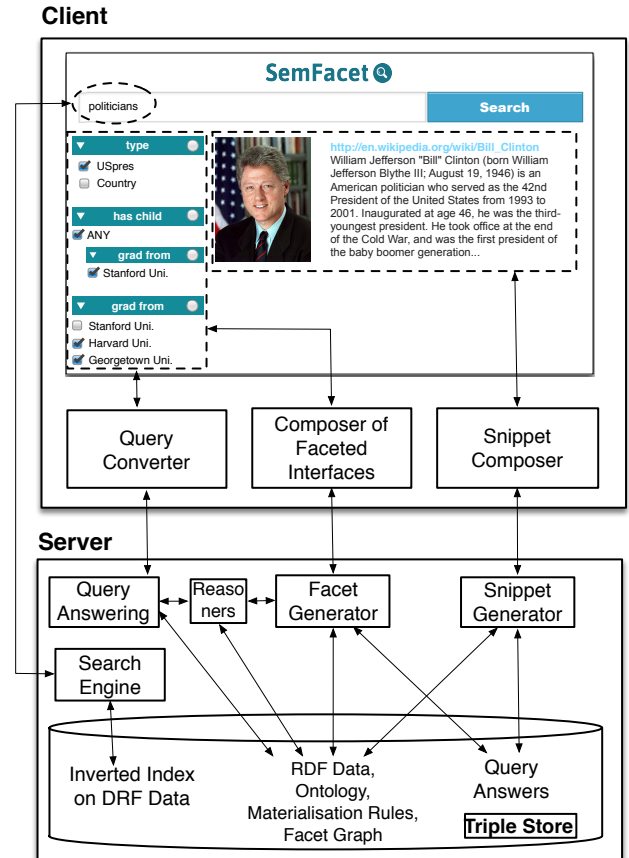 Client
SemFacet
politicians
Search
type
USpres
Country
has child
ANY
grad from
Stanford Uni.
grad from
Stanford Uni.
Harvard Uni.
Georgetown Uni.
http://en.wikipedia.org/wiki/Bill_Clinton
William Jefferson "Bill" Clinton (born William
Jefferson Blythe III; August 19, 1946) is an
American politician who served as the 42nd
President of the United States from 1993 to
2001. Inaugurated at age 46, he was the third-
youngest president. He took office at the end
of the Cold War, and was the first president of
the baby boomer generation...
Query
Converter
Composer of
Faceted
Interfaces
Snippet
Composer
Server
Query
Answering
Reaso
ners
Facet
Generator
Snippet
Generator
Search
Engine
Inverted Index
on DRF Data
RDF Data,
Ontology,
Materialisation Rules,
Facet Graph
Query
Answers
Triple Store